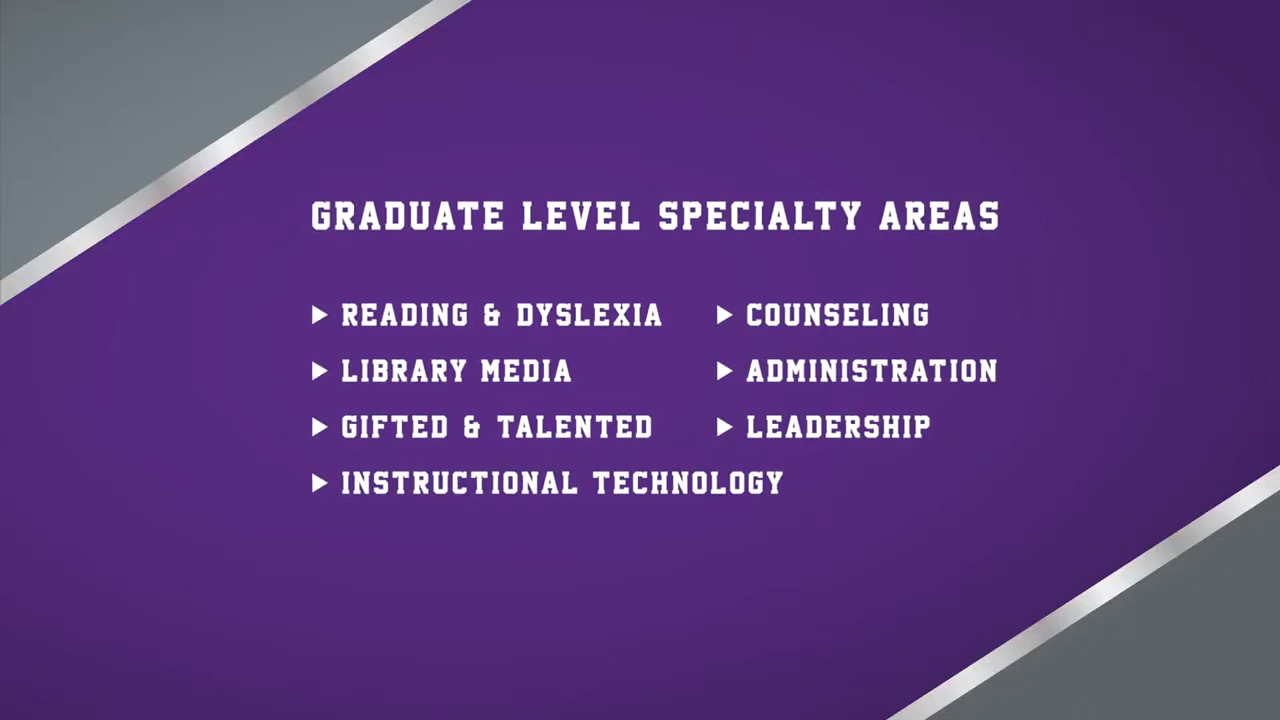 GRADUATE LEVEL SPECIALTY AREAS
▶ READING & DYSLEXIA
▶ LIBRARY MEDIA
▶ GIFTED & TALENTED
▶ INSTRUCTIONAL TECHNOLOGY
▶ COUNSELING
▶ ADMINISTRATION
▶ LEADERSHIP